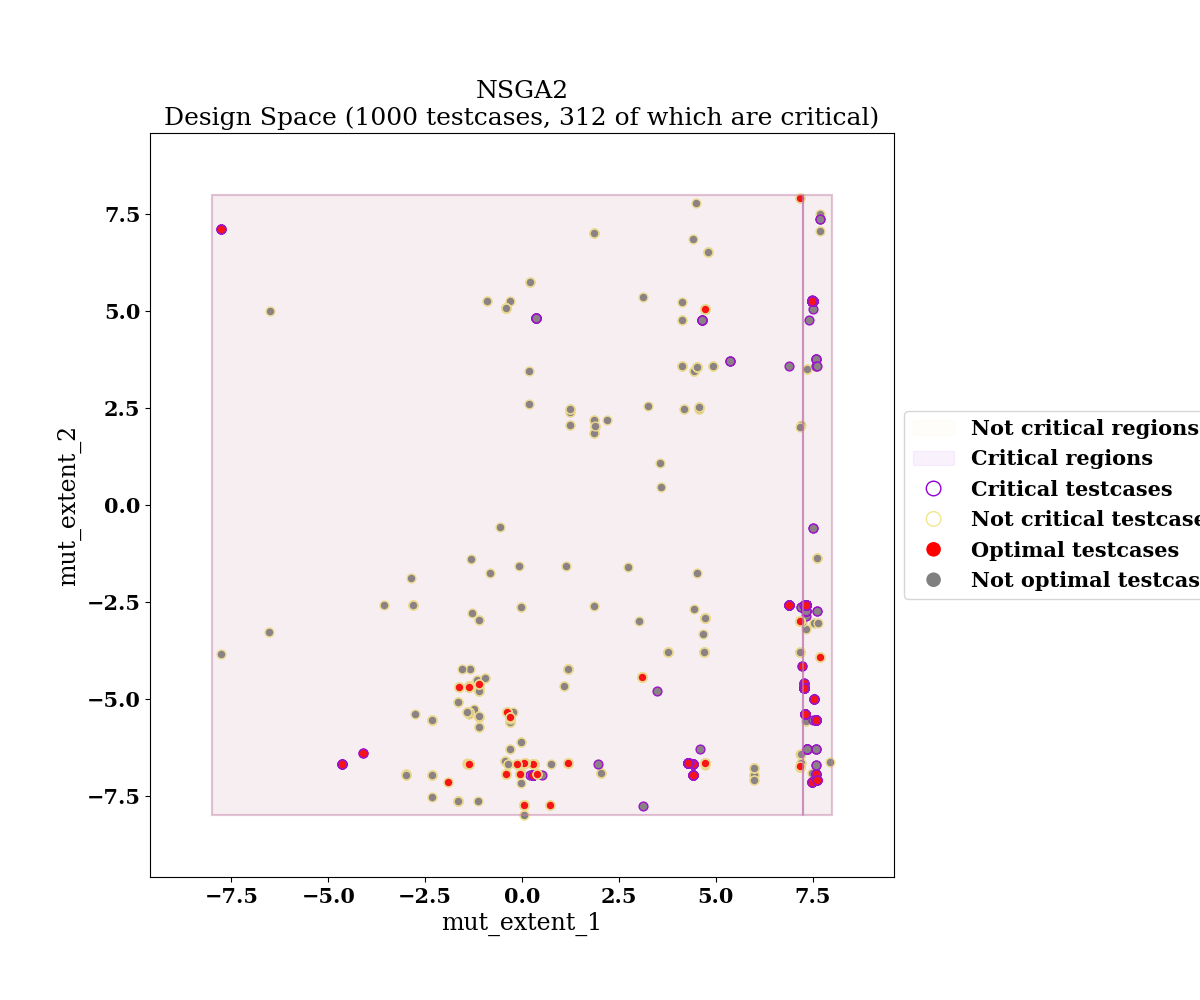 NSGA2
Design Space (1000 testcases, 312 of which are critical)
mut_extent_2
7.5
5.0
2.5
0.0
−2.5
−5.0
−7.5
−7.5
−5.0
−2.5
0.0
2.5
5.0
7.5
mut_extent_1
Not critical regions
Critical regions
Critical testcases
Not critical testcase
Optimal testcases
Not optimal testcas